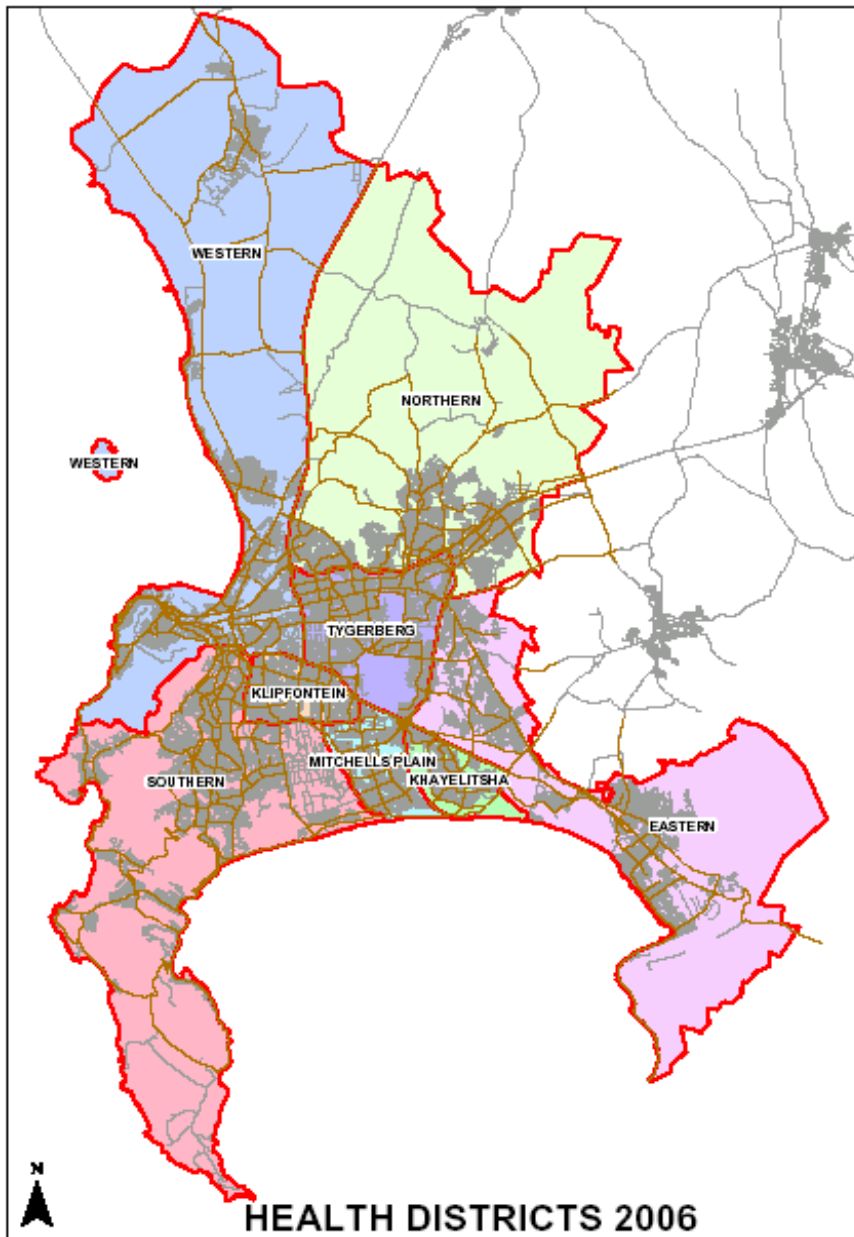 WESTERN
NORTHERN
WESTERN
TYGERBERG
KLIPFONTEIN
MITCHELLS PLAIN
KHAYELITSHA
SOUTHERN
EASTERN
N
HEALTH DISTRICTS 2006